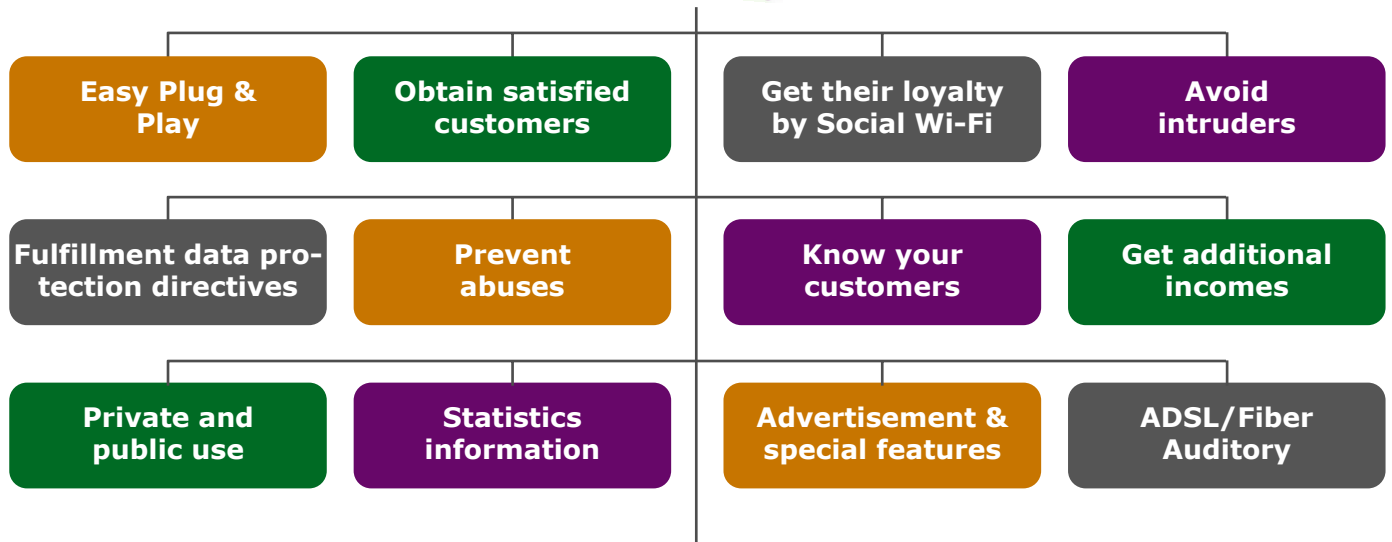 Easy Plug &
Play
Obtain satisfied
customers
Get their loyalty
by Social Wi-Fi
Avoid
intruders
Fulfillment data pro-
tection directives
Prevent
abuses
Know your
customers
Get additional
incomes
Private and
public use
Statistics
information
Advertisement &
special features
ADSL/Fiber
Auditory